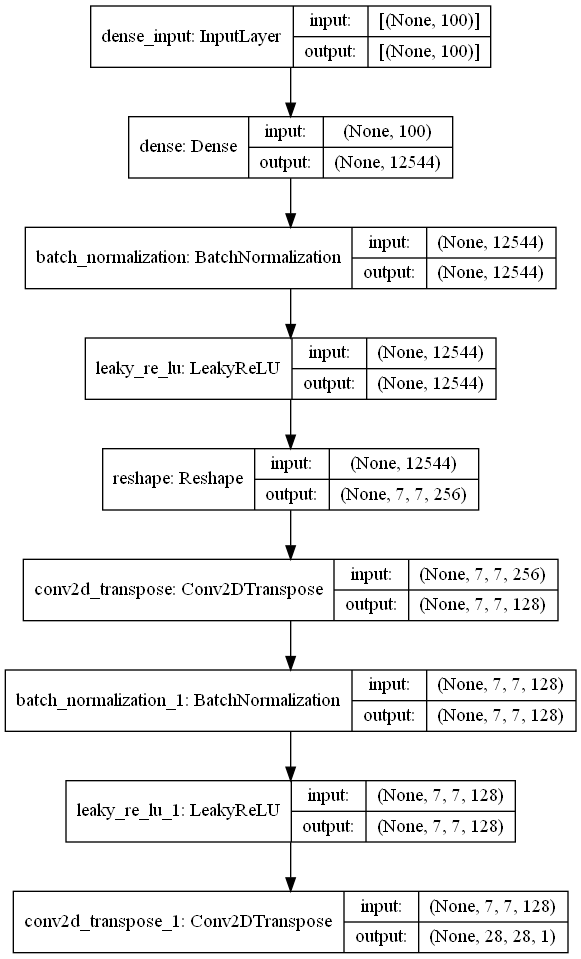 dense_input: InputLayer
input: [(None, 100)]
output: [(None, 100)]
dense: Dense
input: (None, 100)
output: (None, 12544)
batch_normalization: BatchNormalization
input: (None, 12544)
output: (None, 12544)
leaky_re_lu: LeakyReLU
input: (None, 12544)
output: (None, 12544)
reshape: Reshape
input: (None, 12544)
output: (None, 7, 7, 256)
conv2d_transpose: Conv2DTranspose
input: (None, 7, 7, 256)
output: (None, 7, 7, 128)
batch_normalization_1: BatchNormalization
input: (None, 7, 7, 128)
output: (None, 7, 7, 128)
leaky_re_lu_1: LeakyReLU
input: (None, 7, 7, 128)
output: (None, 7, 7, 128)
conv2d_transpose_1: Conv2DTranspose
input: (None, 7, 7, 128)
output: (None, 28, 28, 1)